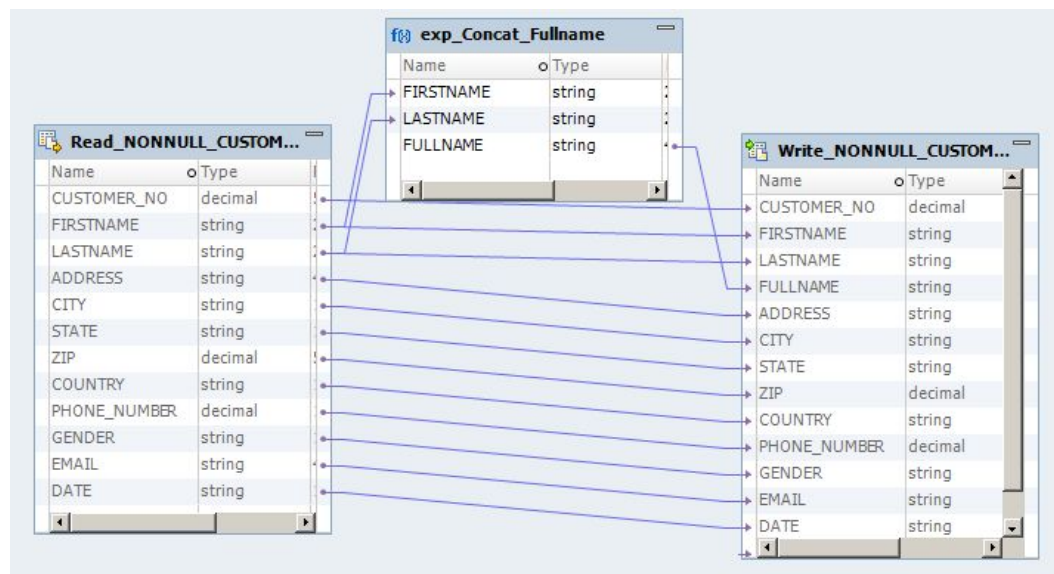 exp_Concat_Fullname
Name Type
FIRSTNAME string
LASTNAME string
FULLNAME string
Read_NONNULL_CUSTOM...
Name Type
CUSTOMER_NO decimal
FIRSTNAME string
LASTNAME string
ADDRESS string
CITY string
STATE string
ZIP decimal
COUNTRY string
PHONE_NUMBER decimal
GENDER string
EMAIL string
DATE string
Write_NONNULL_CUSTOM...
Name Type
CUSTOMER_NO decimal
FIRSTNAME string
LASTNAME string
FULLNAME string
ADDRESS string
CITY string
STATE string
ZIP decimal
COUNTRY string
PHONE_NUMBER decimal
GENDER string
EMAIL string
DATE string